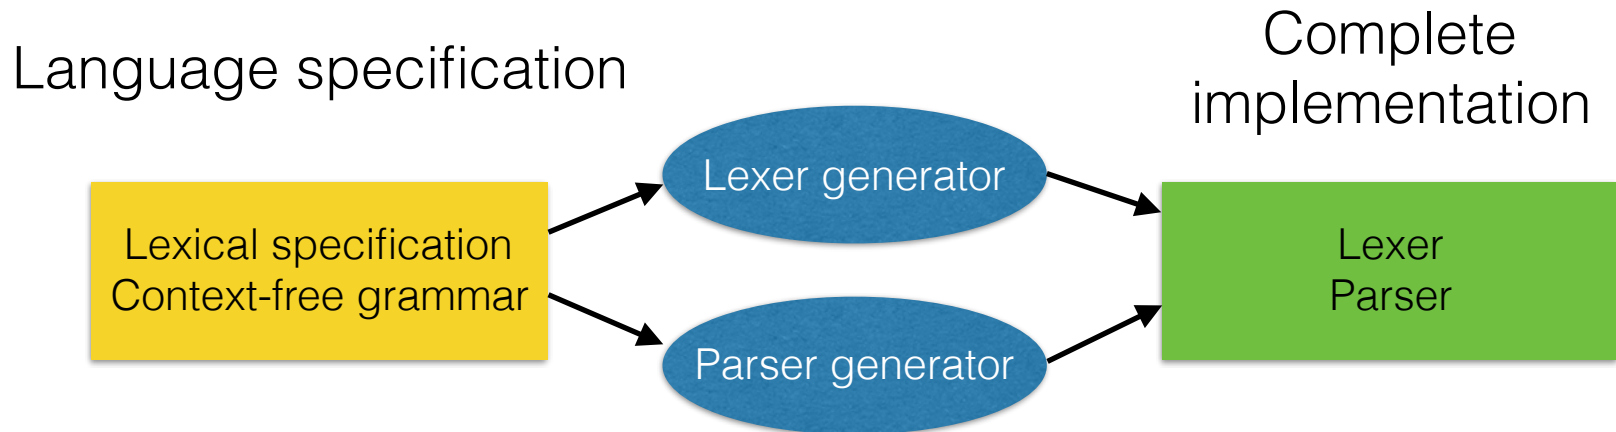 Language specification
Complete
implementation
Lexer generator
Lexical specification
Context-free grammar
Lexer
Parser
Parser generator